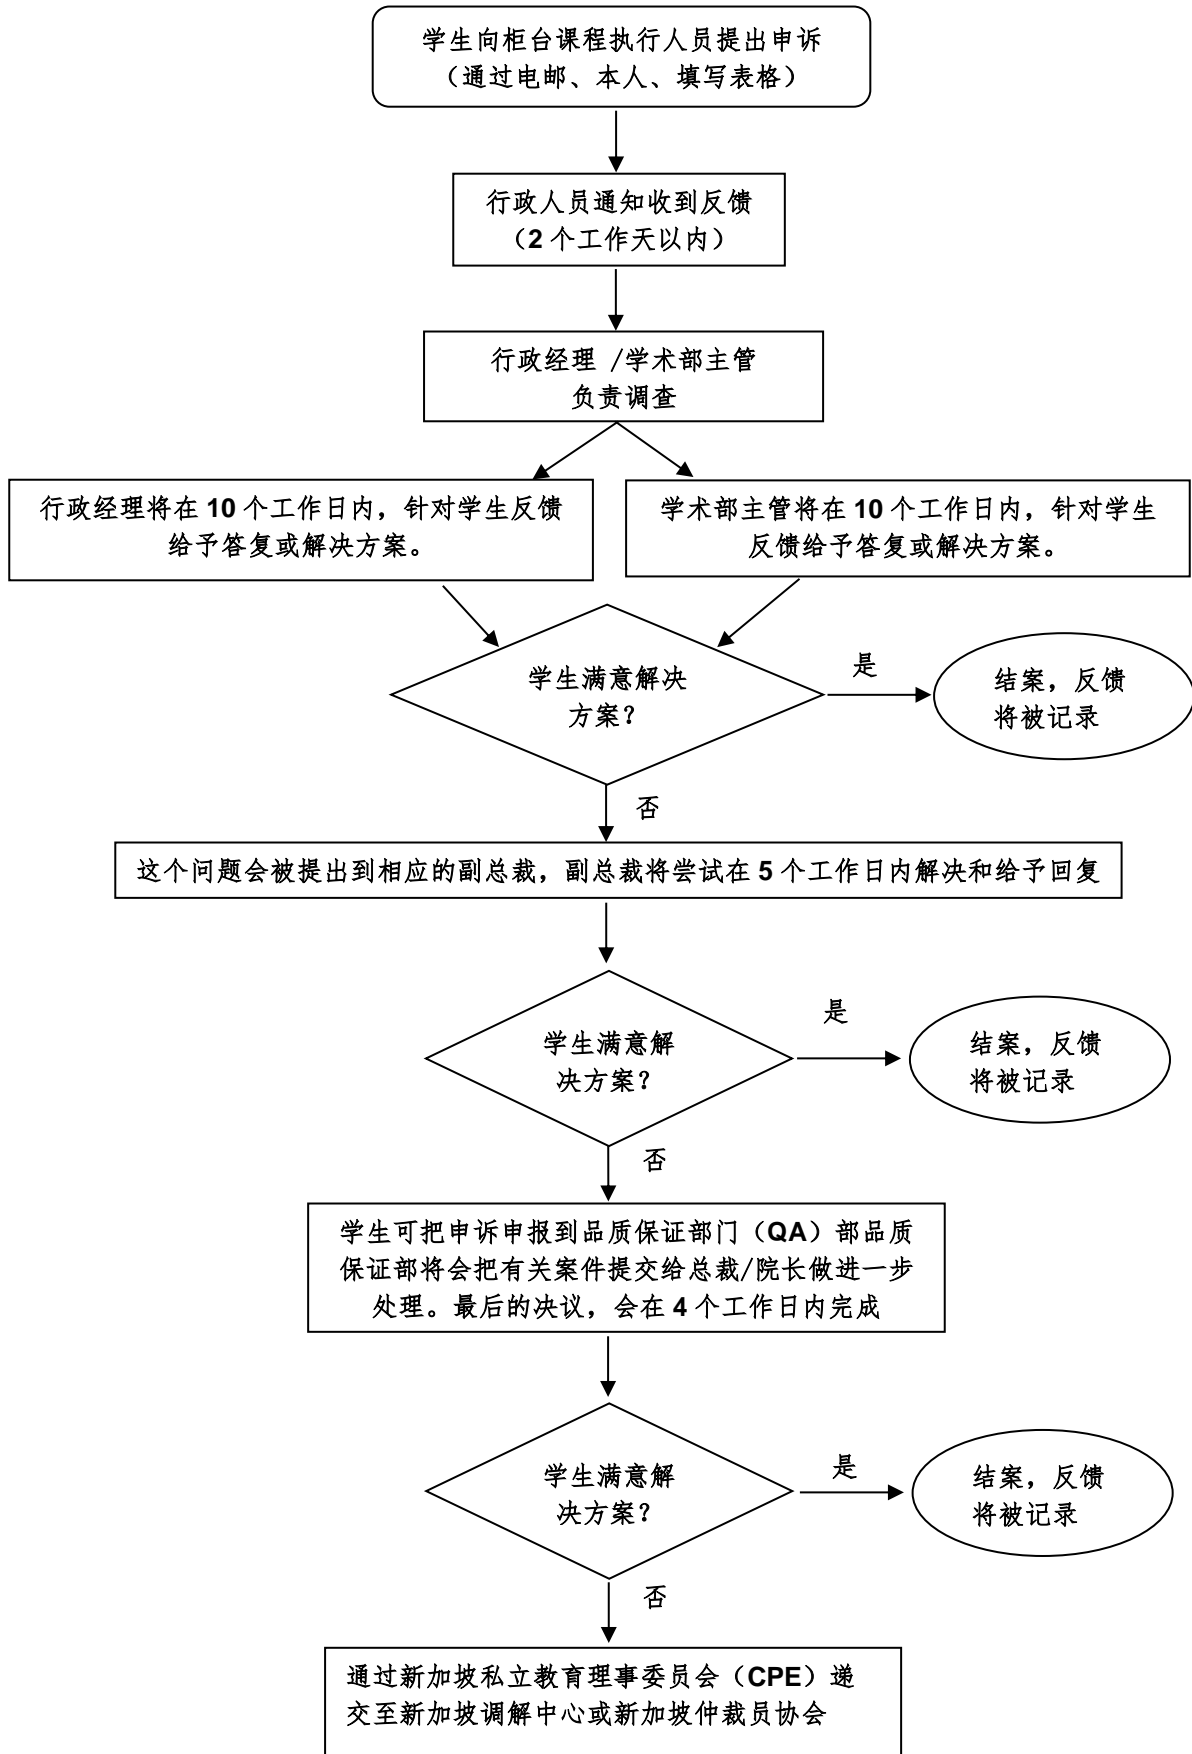 学生向柜台课程执行人员提出申诉
（通过电邮、本人、填写表格）
行政人员通知收到反馈
（2 个工作天以内）
行政经理 /学术部主管
负责调查
行政经理将在 10 个工作日内，针对学生反馈
给予答复或解决方案。
学术部主管将在 10 个工作日内，针对学生
反馈给予答复或解决方案。
学生满意解决
方案？
是
结案，反馈
将被记录
否
这个问题会被提出到相应的副总裁，副总裁将尝试在 5 个工作日内解决和给予回复
学生满意解
决方案？
是
结案，反馈
将被记录
否
学生可把申诉申报到品质保证部门（QA）部品质
保证部将会把有关案件提交给总裁/院长做进一步
处理。最后的决议，会在 4 个工作日内完成
学生满意解
决方案？
是
结案，反馈
将被记录
否
通过新加坡私立教育理事委员会（CPE）递
交至新加坡调解中心或新加坡仲裁员协会